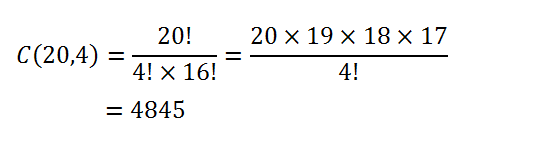 C(20,4) = 20! / 4! × 16! = 20 × 19 × 18 × 17 / 4!
= 4845